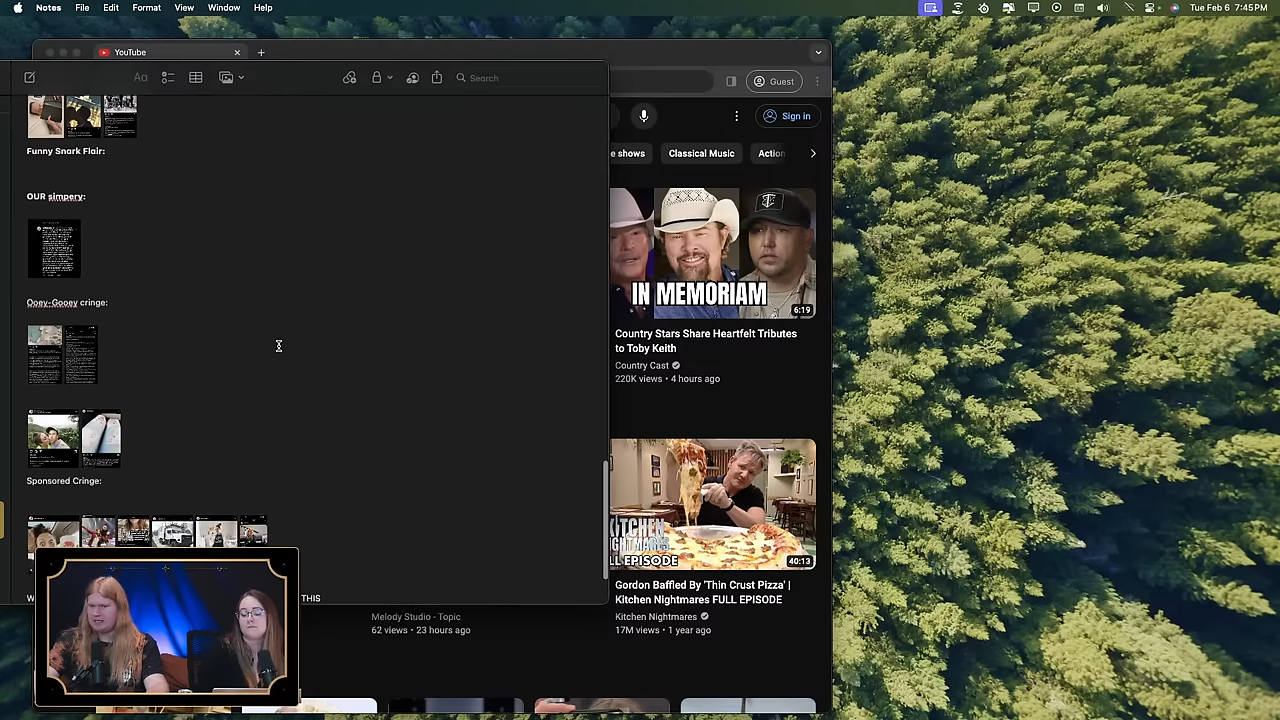 Notes File Edit Format View Window Help
Tue Feb 6 7:45PM
YouTube
Aa
Search
Guest
Sign in
e shows
Classical Music
Action
Funny Snark Flair:
OUR simpery:
Ooey-Gooey cringe:
Sponsored Cringe:
THIS
IN MEMORIAM
6:19
Country Stars Share Heartfelt Tributes
to Toby Keith
Country Cast
220K views • 4 hours ago
KITCHEN
NIGHTMARES
LL EPISODE
40:13
Gordon Baffled By 'Thin Crust Pizza' |
Kitchen Nightmares FULL EPISODE
Kitchen Nightmares
17M views • 1 year ago
Melody Studio - Topic
62 views • 23 hours ago